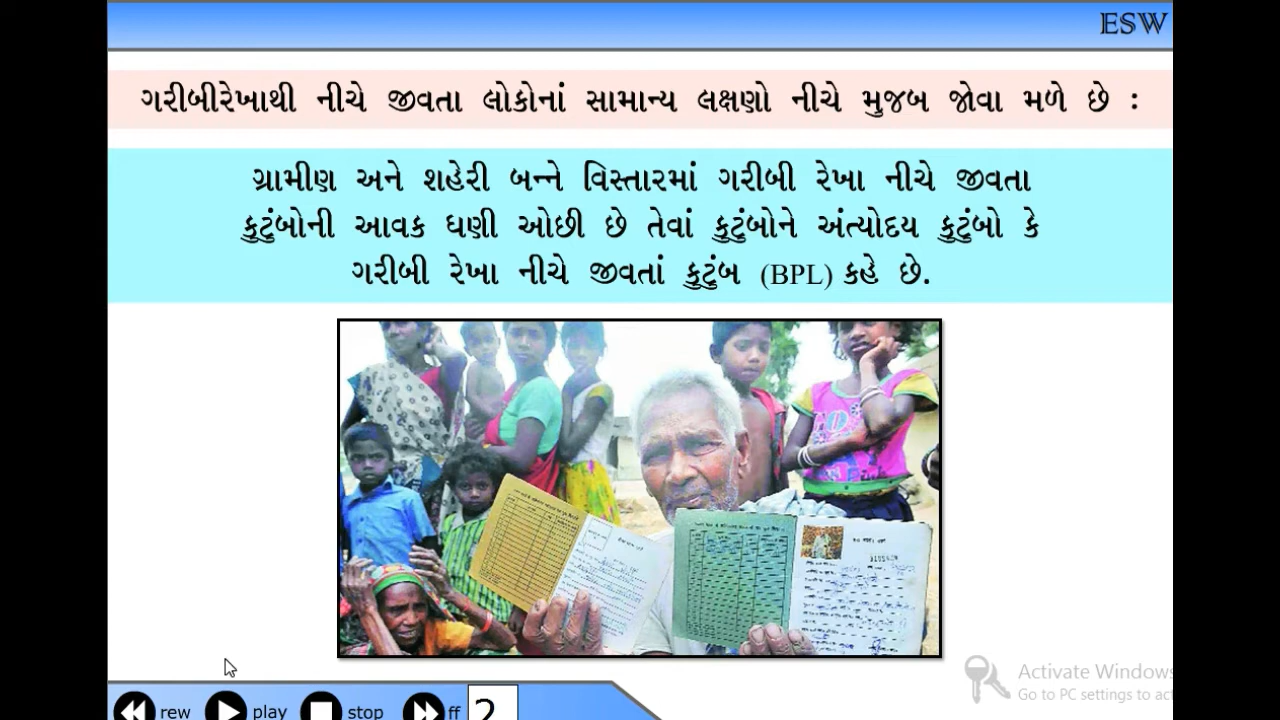 ESW
ગરીબીરેખાથી નીચે જીવતા લોકોનાં સામાન્ય લક્ષણો નીચે મુજબ જોવા મળે છે :
ગ્રામીણ અને શહેરી બન્ને વિસ્તારમાં ગરીબી રેખા નીચે જીવતા
કુટુંબોની આવક ઘણી ઓછી છે તેવાં કુટુંબોને અંત્યોદય કુટુંબો કે
ગરીબી રેખા નીચે જીવતાં કુટુંબ (BPL) કહે છે.
Activate Windows
Go to PC settings to act
rew play stop ff 2